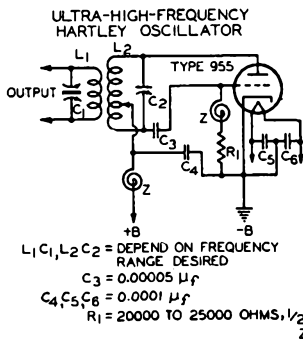 ULTRA-HIGH-FREQUENCY
HARTLEY OSCILLATOR
L1
L2
TYPE 955
OUTPUT
C1
C2
C3
Z
R1
C5
C6
C4
Z
+B
-B
L1C1, L2C2 = DEPEND ON FREQUENCY
RANGE DESIRED
C3 = 0.00005 μf
C4, C5, C6 = 0.0001 μf
R1 = 20000 TO 25000 OHMS, 1/2
Z